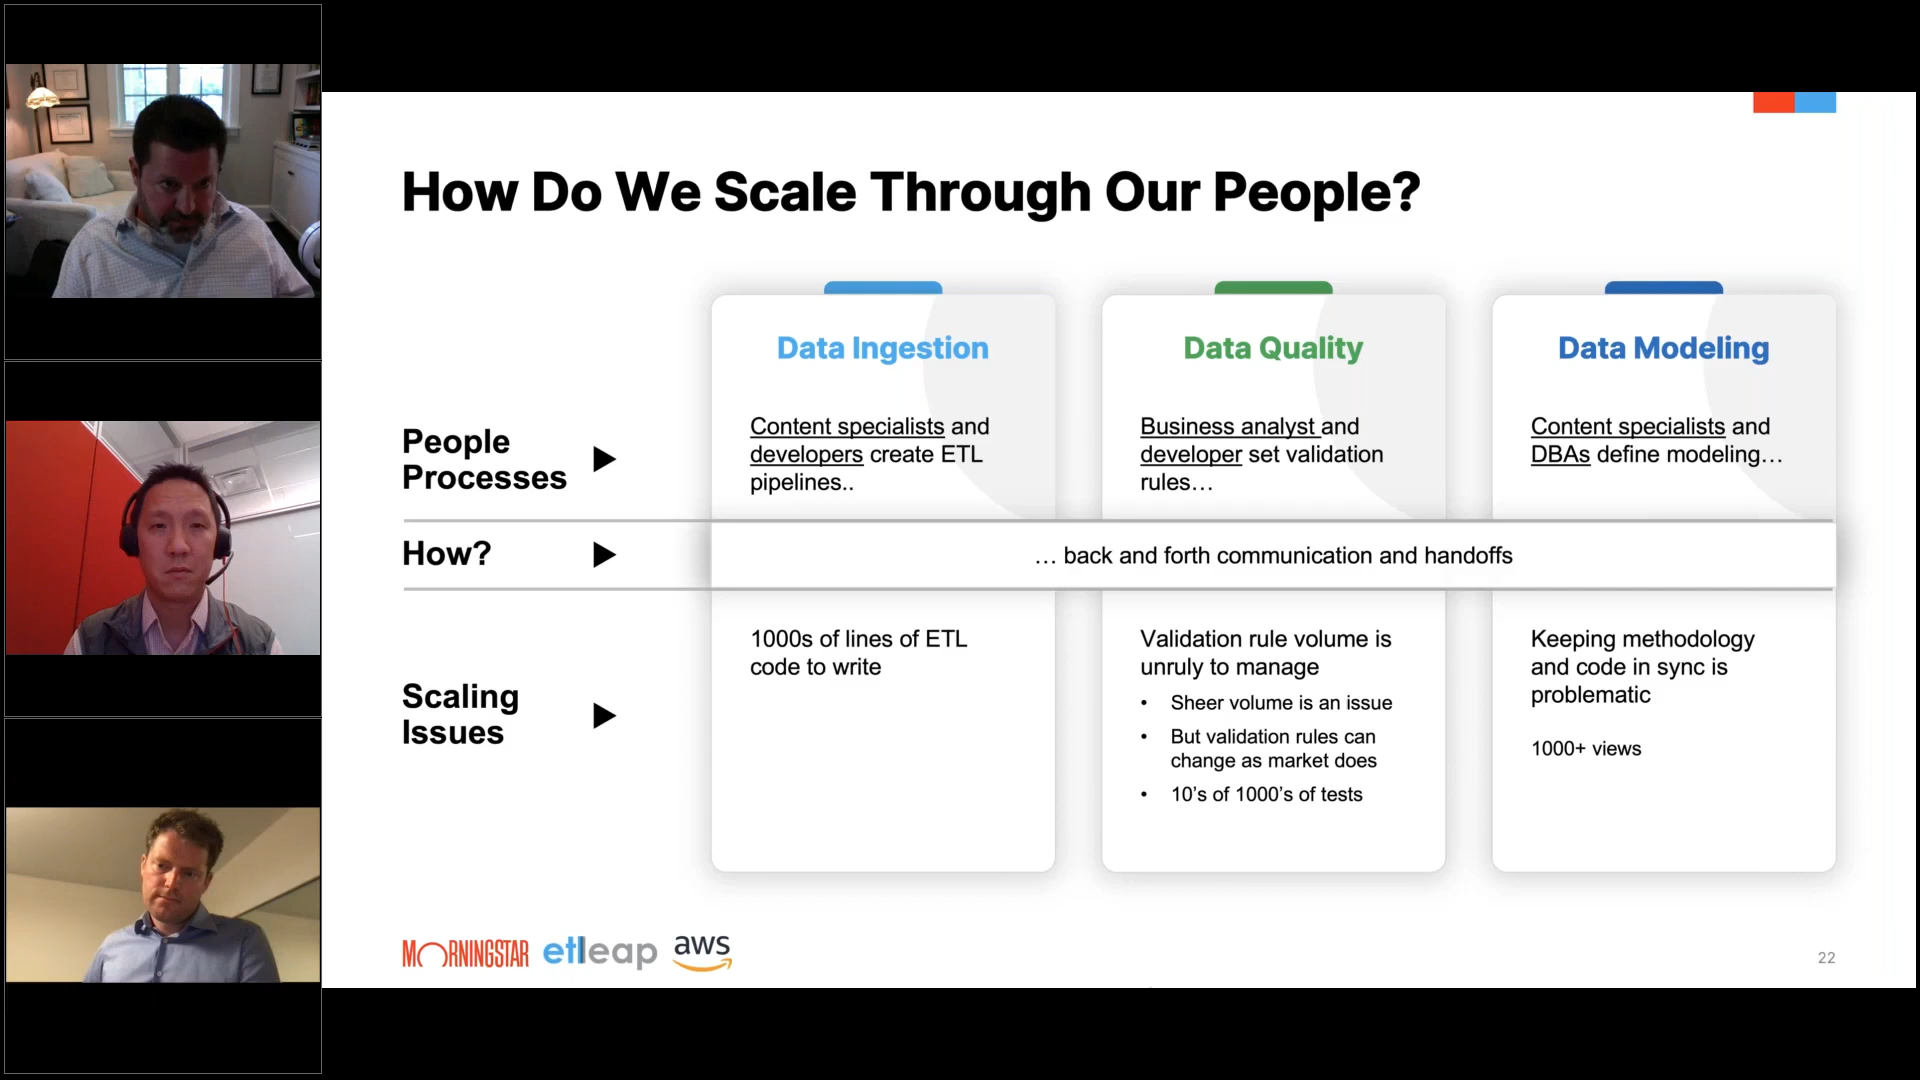 How Do We Scale Through Our People?
Data Ingestion
Data Quality
Data Modeling
People
Processes
Content specialists and
developers create ETL
pipelines..
Business analyst and
developer set validation
rules…
Content specialists and
DBAs define modeling…
How?
… back and forth communication and handoffs
Scaling
Issues
1000s of lines of ETL
code to write
Validation rule volume is
unruly to manage
• Sheer volume is an issue
• But validation rules can
change as market does
• 10’s of 1000’s of tests
Keeping methodology
and code in sync is
problematic
1000+ views
MORNINGSTAR
etleap
aws
22